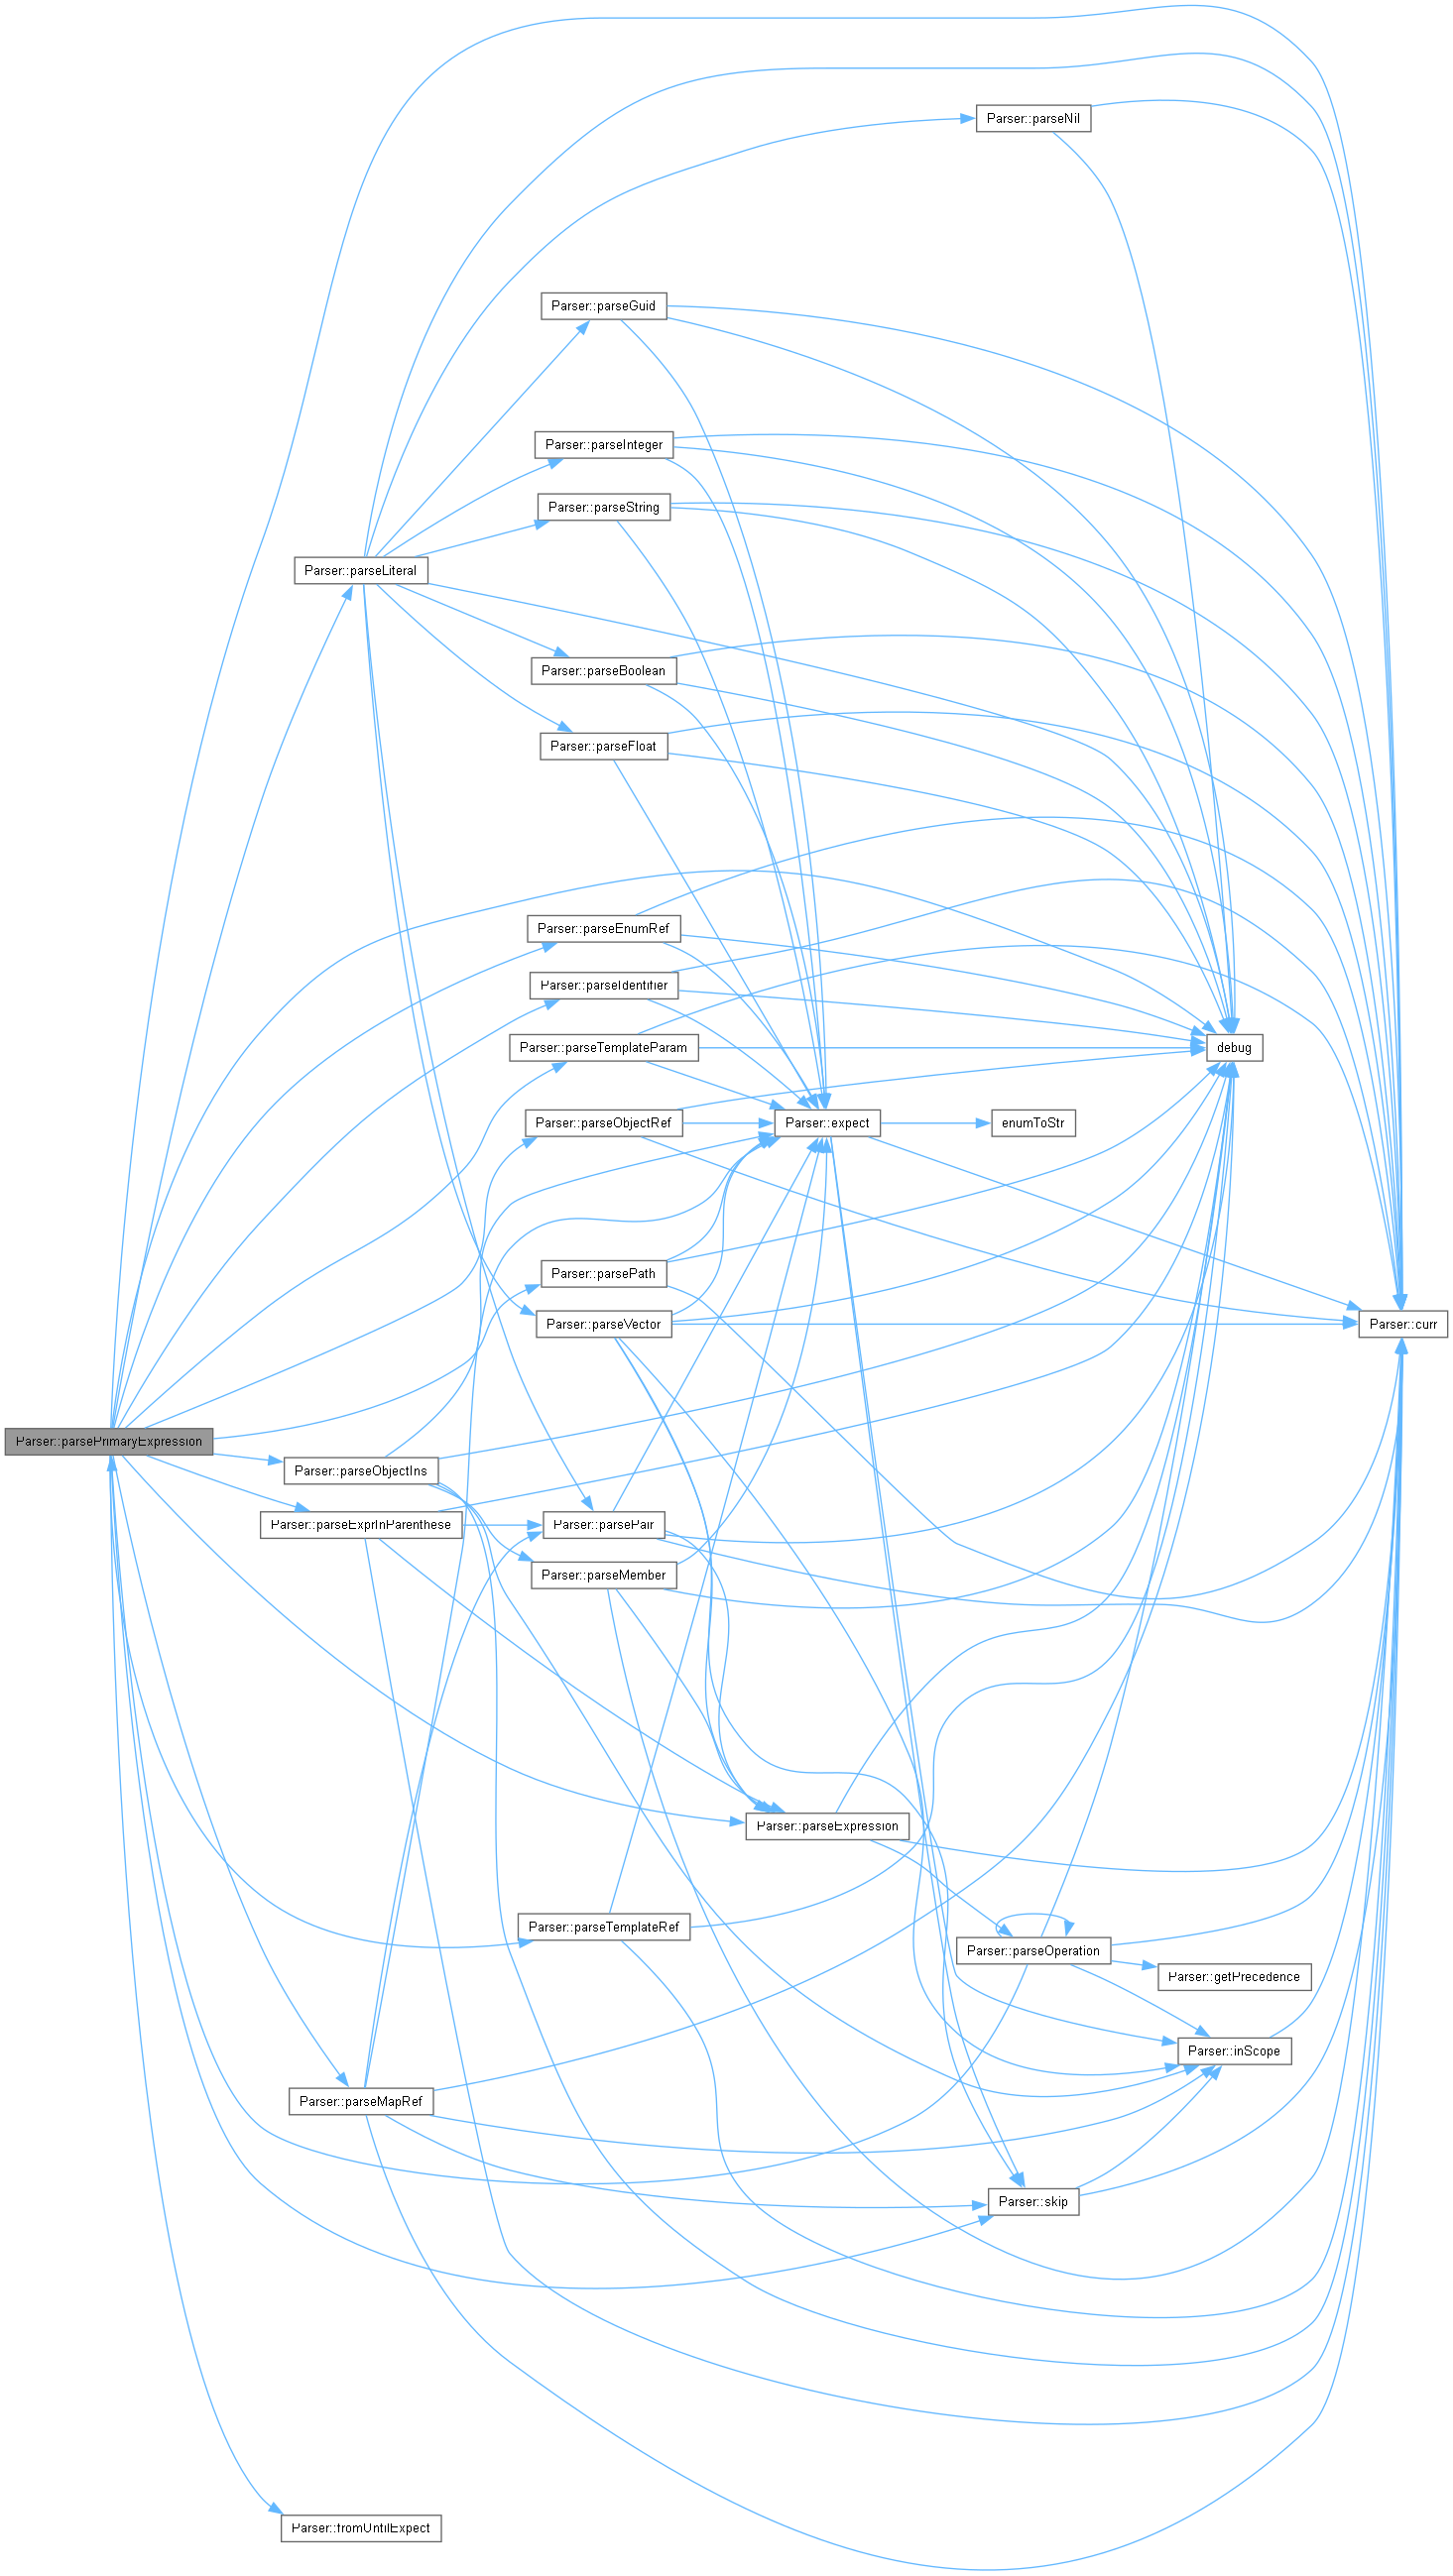 Parser::parseNil
Parser::parseGuid
Parser::parseInteger
Parser::parseString
Parser::parseLiteral
Parser::parseBoolean
Parser::parseFloat
Parser::parseEnumRef
Parser::parseIdentifier
Parser::parseTemplateParam
debug
Parser::parseObjectRef
Parser::expect
enumToStr
Parser::parsePath
Parser::parseVector
Parser::curr
Parser::parsePrimaryExpression
Parser::parseObjectIns
Parser::parseExprInParenthese
Parser::parsePair
Parser::parseMember
Parser::parseExpression
Parser::parseTemplateRef
Parser::parseOperation
Parser::getPrecedence
Parser::inScope
Parser::parseMapRef
Parser::skip
Parser::fromUntilExpect